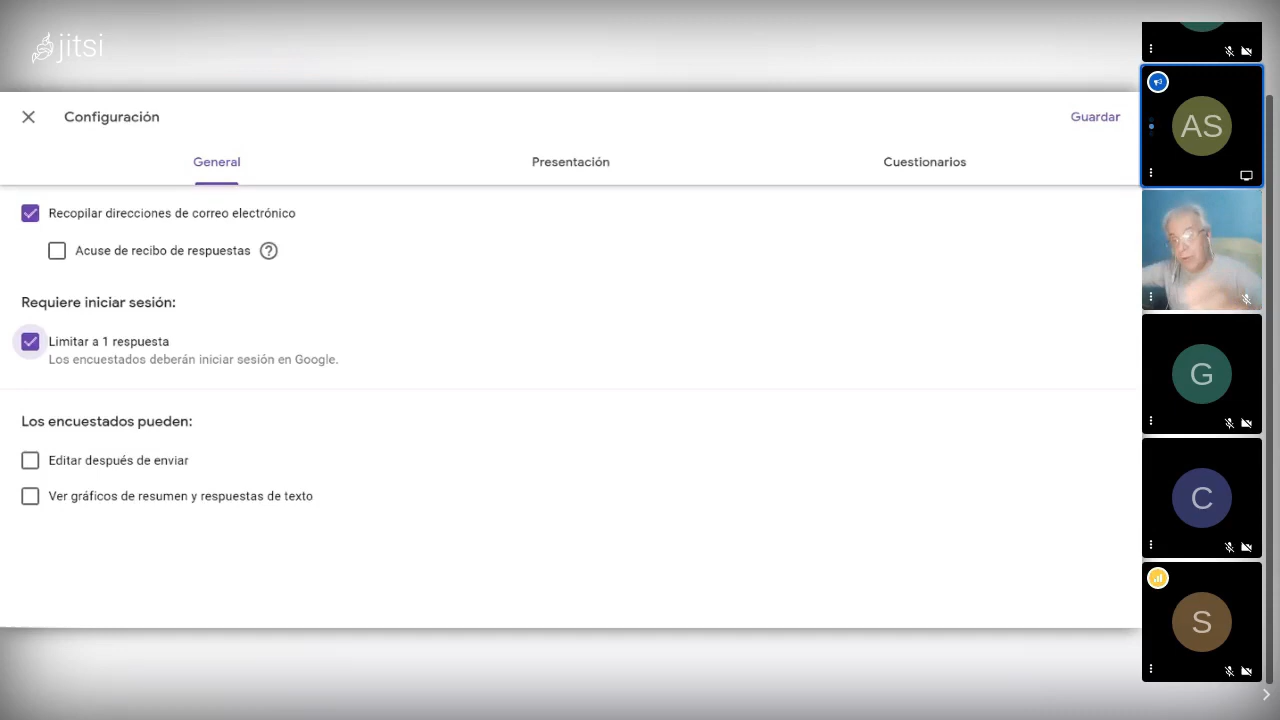 jitsi
Configuración
Guardar
General
Presentación
Cuestionarios
Recopilar direcciones de correo electrónico
Acuse de recibo de respuestas ?
Requiere iniciar sesión:
Limitar a 1 respuesta
Los encuestados deberán iniciar sesión en Google.
Los encuestados pueden:
Editar después de enviar
Ver gráficos de resumen y respuestas de texto
AS
G
C
S